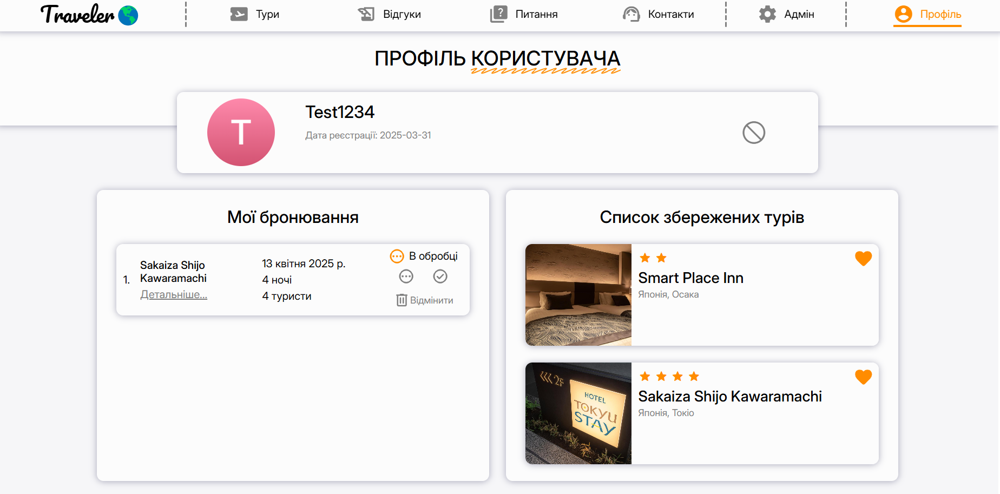 Traveler
Тури
Відгуки
Питання
Контакти
Адмін
Профіль
ПРОФІЛЬ КОРИСТУВАЧА
T
Test1234
Дата реєстрації: 2025-03-31
Мої бронювання
1.
Sakaiza Shijo
Kawaramachi
Детальніше...
13 квітня 2025 р.
4 ночі
4 туристи
В обробці
Відмінити
Список збережених турів
Smart Place Inn
Японія, Осака
2F
HOTEL
TOKYU
STAY
Sakaiza Shijo Kawaramachi
Японія, Токіо